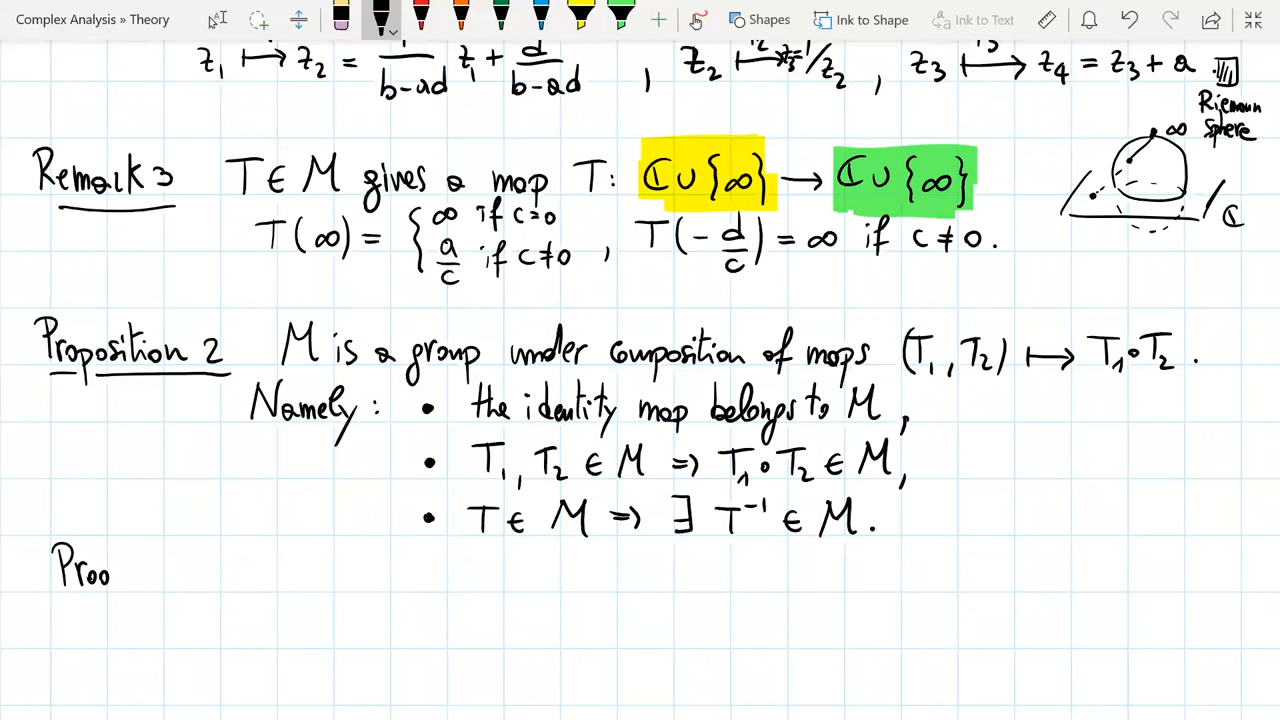 Complex Analysis » Theory
Shapes
Ink to Shape
Ink to Text
z₁ ⟼ z₂ = 1/(b-ad) z₁ + d/(b-ad) , z₂ ⟼ z₃=1/z₂ , z₃ ⟼ z₄ = z₃ + a
Riemann
sphere
∞
ℂ
Remark 3 T ∈ M gives a map T: ℂ ∪ {∞} → ℂ ∪ {∞}
T(∞) = { ∞ if c=0
a/c if c≠0 , T(-d/c) = ∞ if c ≠ 0.
Proposition 2 M is a group under composition of maps (T₁, T₂) ⟼ T₁∘T₂ .
Namely: • the identity map belongs to M,
• T₁, T₂ ∈ M ⇒ T₁∘T₂ ∈ M,
• T ∈ M ⇒ ∃ T⁻¹ ∈ M.
Proo